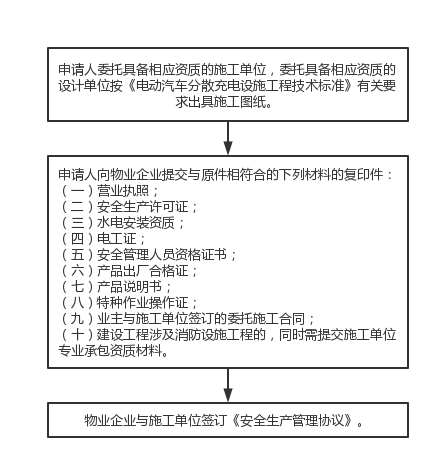 申请人委托具备相应资质的施工单位，委托具备相应资质的
设计单位按《电动汽车分散充电设施工程技术标准》有关要
求出具施工图纸。
申请人向物业企业提交与原件相符合的下列材料的复印件：
（一）营业执照；
（二）安全生产许可证；
（三）水电安装资质；
（四）电工证；
（五）安全管理人员资格证书；
（六）产品出厂合格证；
（七）产品说明书；
（八）特种作业操作证；
（九）业主与施工单位签订的委托施工合同；
（十）建设工程涉及消防设施工程的，同时需提交施工单位
专业承包资质材料。
物业企业与施工单位签订《安全生产管理协议》。